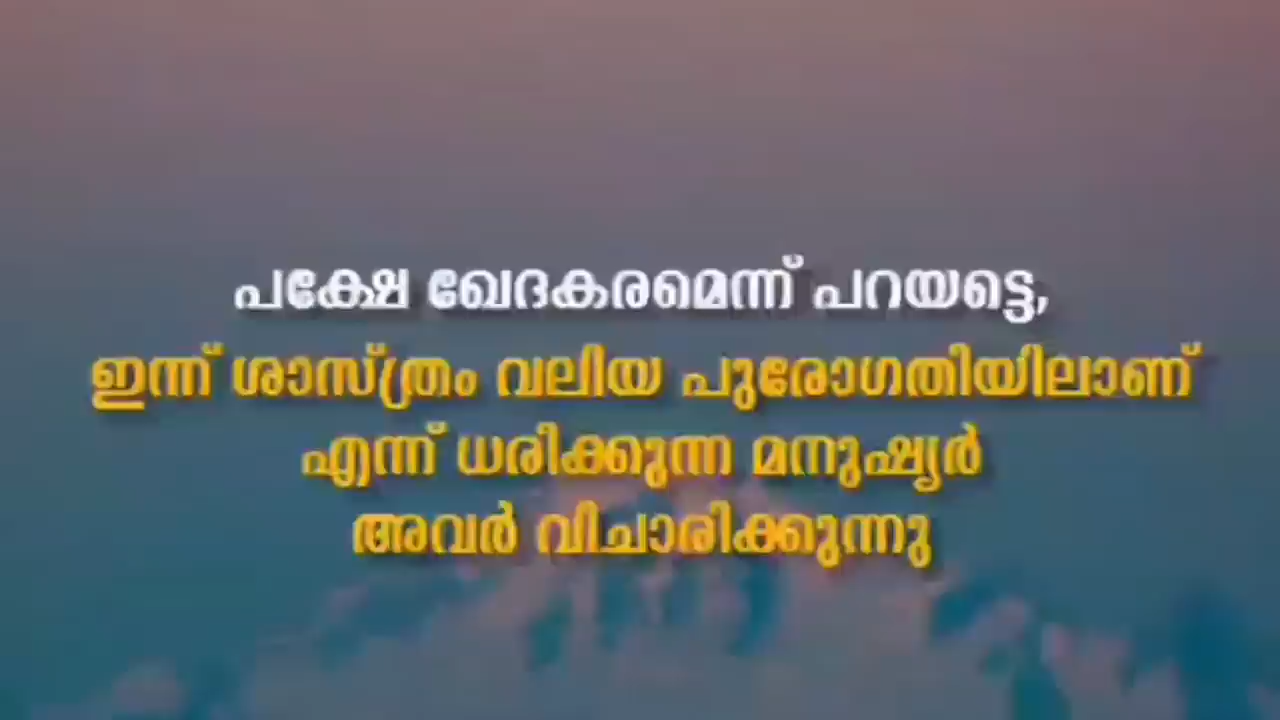 പക്ഷേ ഖേദകരമെന്ന് പറയട്ടെ,
ഇന്ന് ശാസ്ത്രം വലിയ പുരോഗതിയിലാണ്
എന്ന് ധരിക്കുന്ന മനുഷ്യർ
അവർ വിചാരിക്കുന്നു